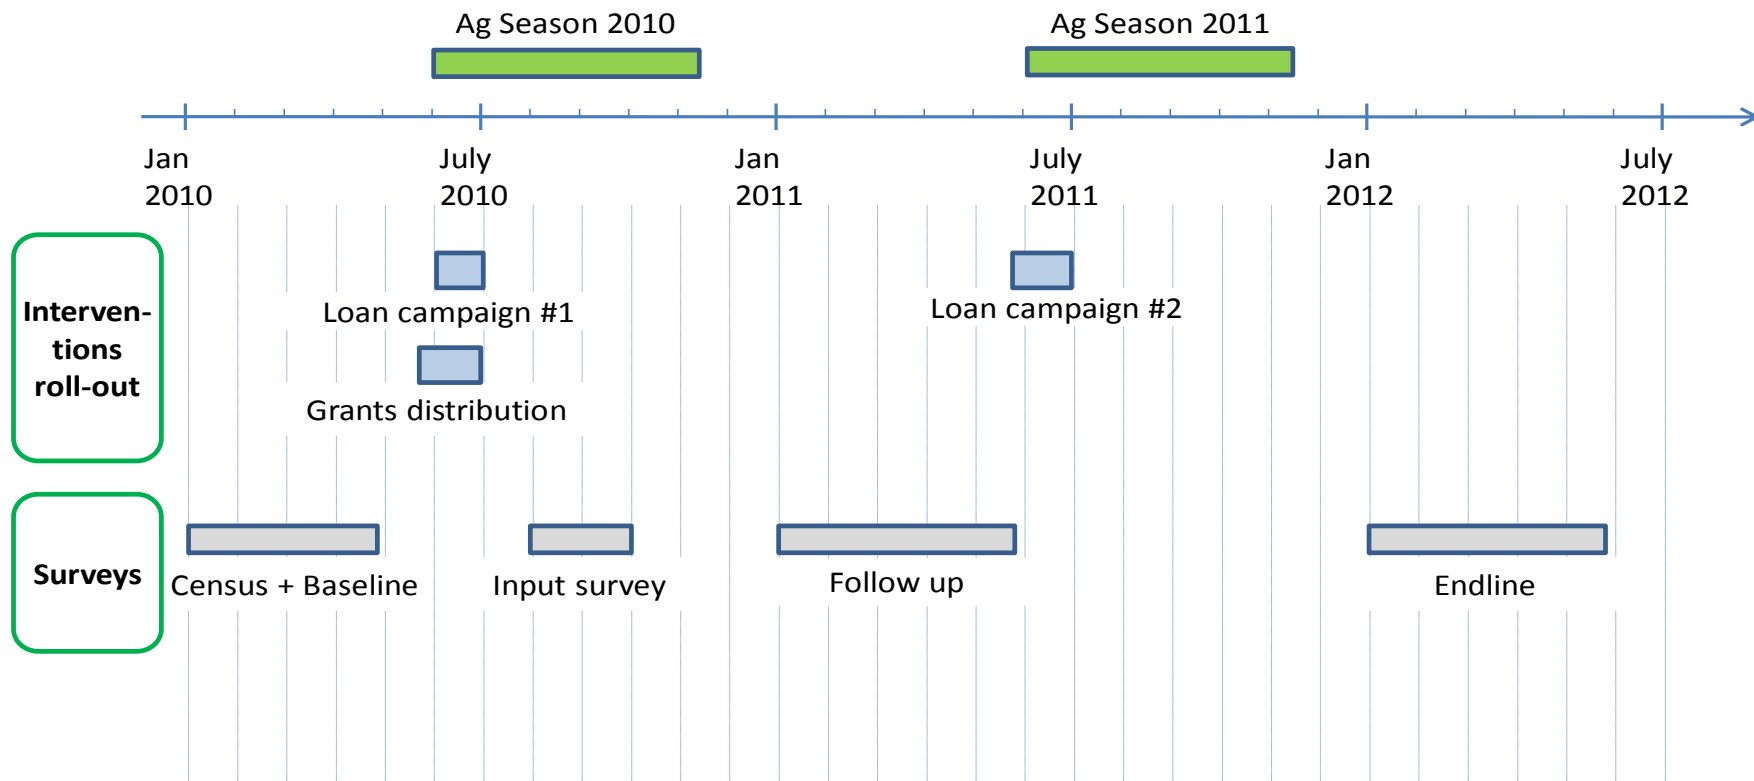 Ag Season 2010
Ag Season 2011
Jan
2010
July
2010
Jan
2011
July
2011
Jan
2012
July
2012
Interven-
tions
roll-out
Loan campaign #1
Loan campaign #2
Grants distribution
Surveys
Census + Baseline
Input survey
Follow up
Endline